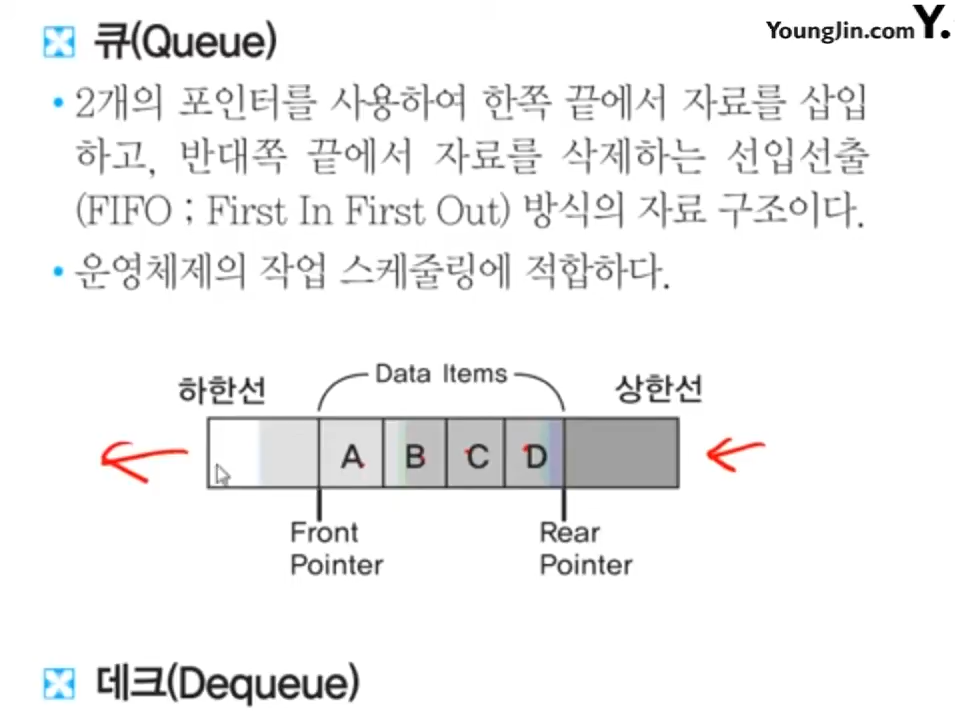 YoungJin.com Y.
큐(Queue)
• 2개의 포인터를 사용하여 한쪽 끝에서 자료를 삽입
하고, 반대쪽 끝에서 자료를 삭제하는 선입선출
(FIFO ; First In First Out) 방식의 자료 구조이다.
• 운영체제의 작업 스케줄링에 적합하다.
하한선 Data Items 상한선
A B C D
Front Rear
Pointer Pointer
데크(Dequeue)